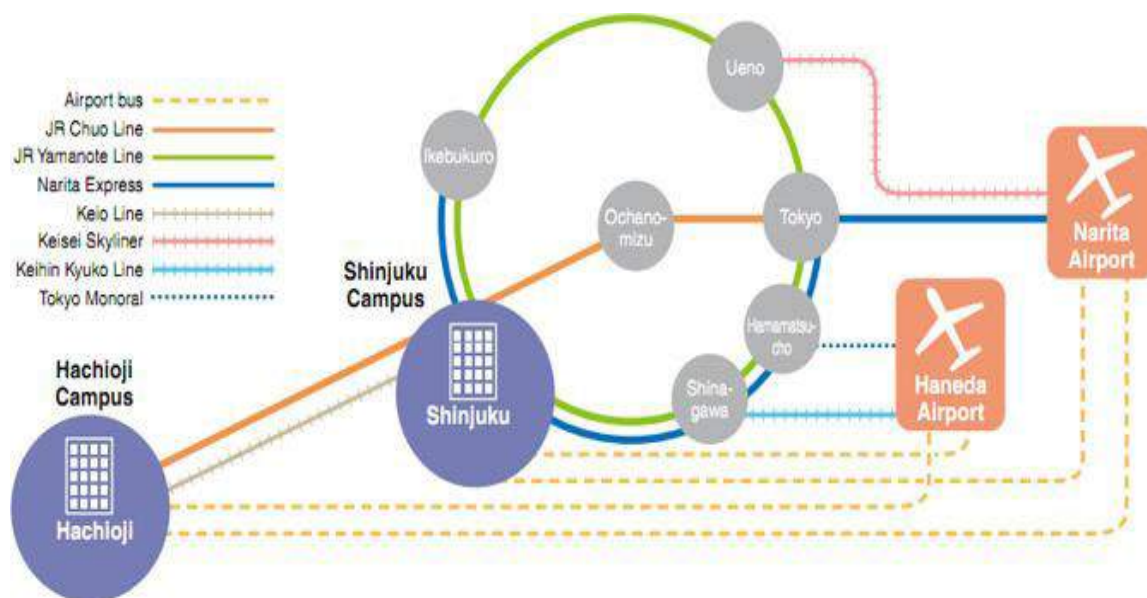 Airport bus
JR Chuo Line
JR Yamanote Line
Narita Express
Keio Line
Keisei Skyliner
Keihin Kyuko Line
Tokyo Monoral
Ueno
Ikebukuro
Ochano-
mizu
Tokyo
Narita
Airport
Shinjuku
Campus
Hamamatsu-
cho
Hachioji
Campus
Shinjuku
Shina-
gawa
Haneda
Airport
Hachioji